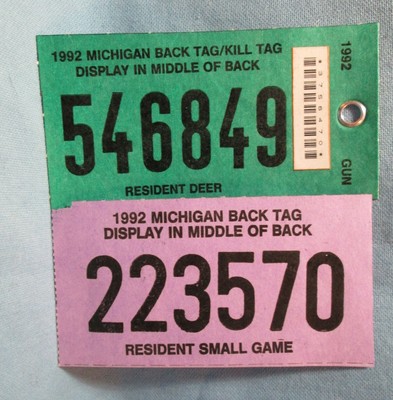 1992 MICHIGAN BACK TAG/KILL TAG
DISPLAY IN MIDDLE OF BACK
546849
RESIDENT DEER
1992
GUN
1992 MICHIGAN BACK TAG
DISPLAY IN MIDDLE OF BACK
223570
RESIDENT SMALL GAME